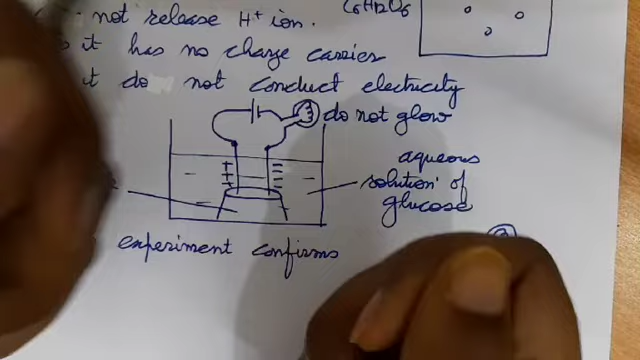 not release H+ ion.
C6H12O6
it has no charge carries
it do not conduct electricity
do not glow
aqueous
solution of
glucose
experiment confirms